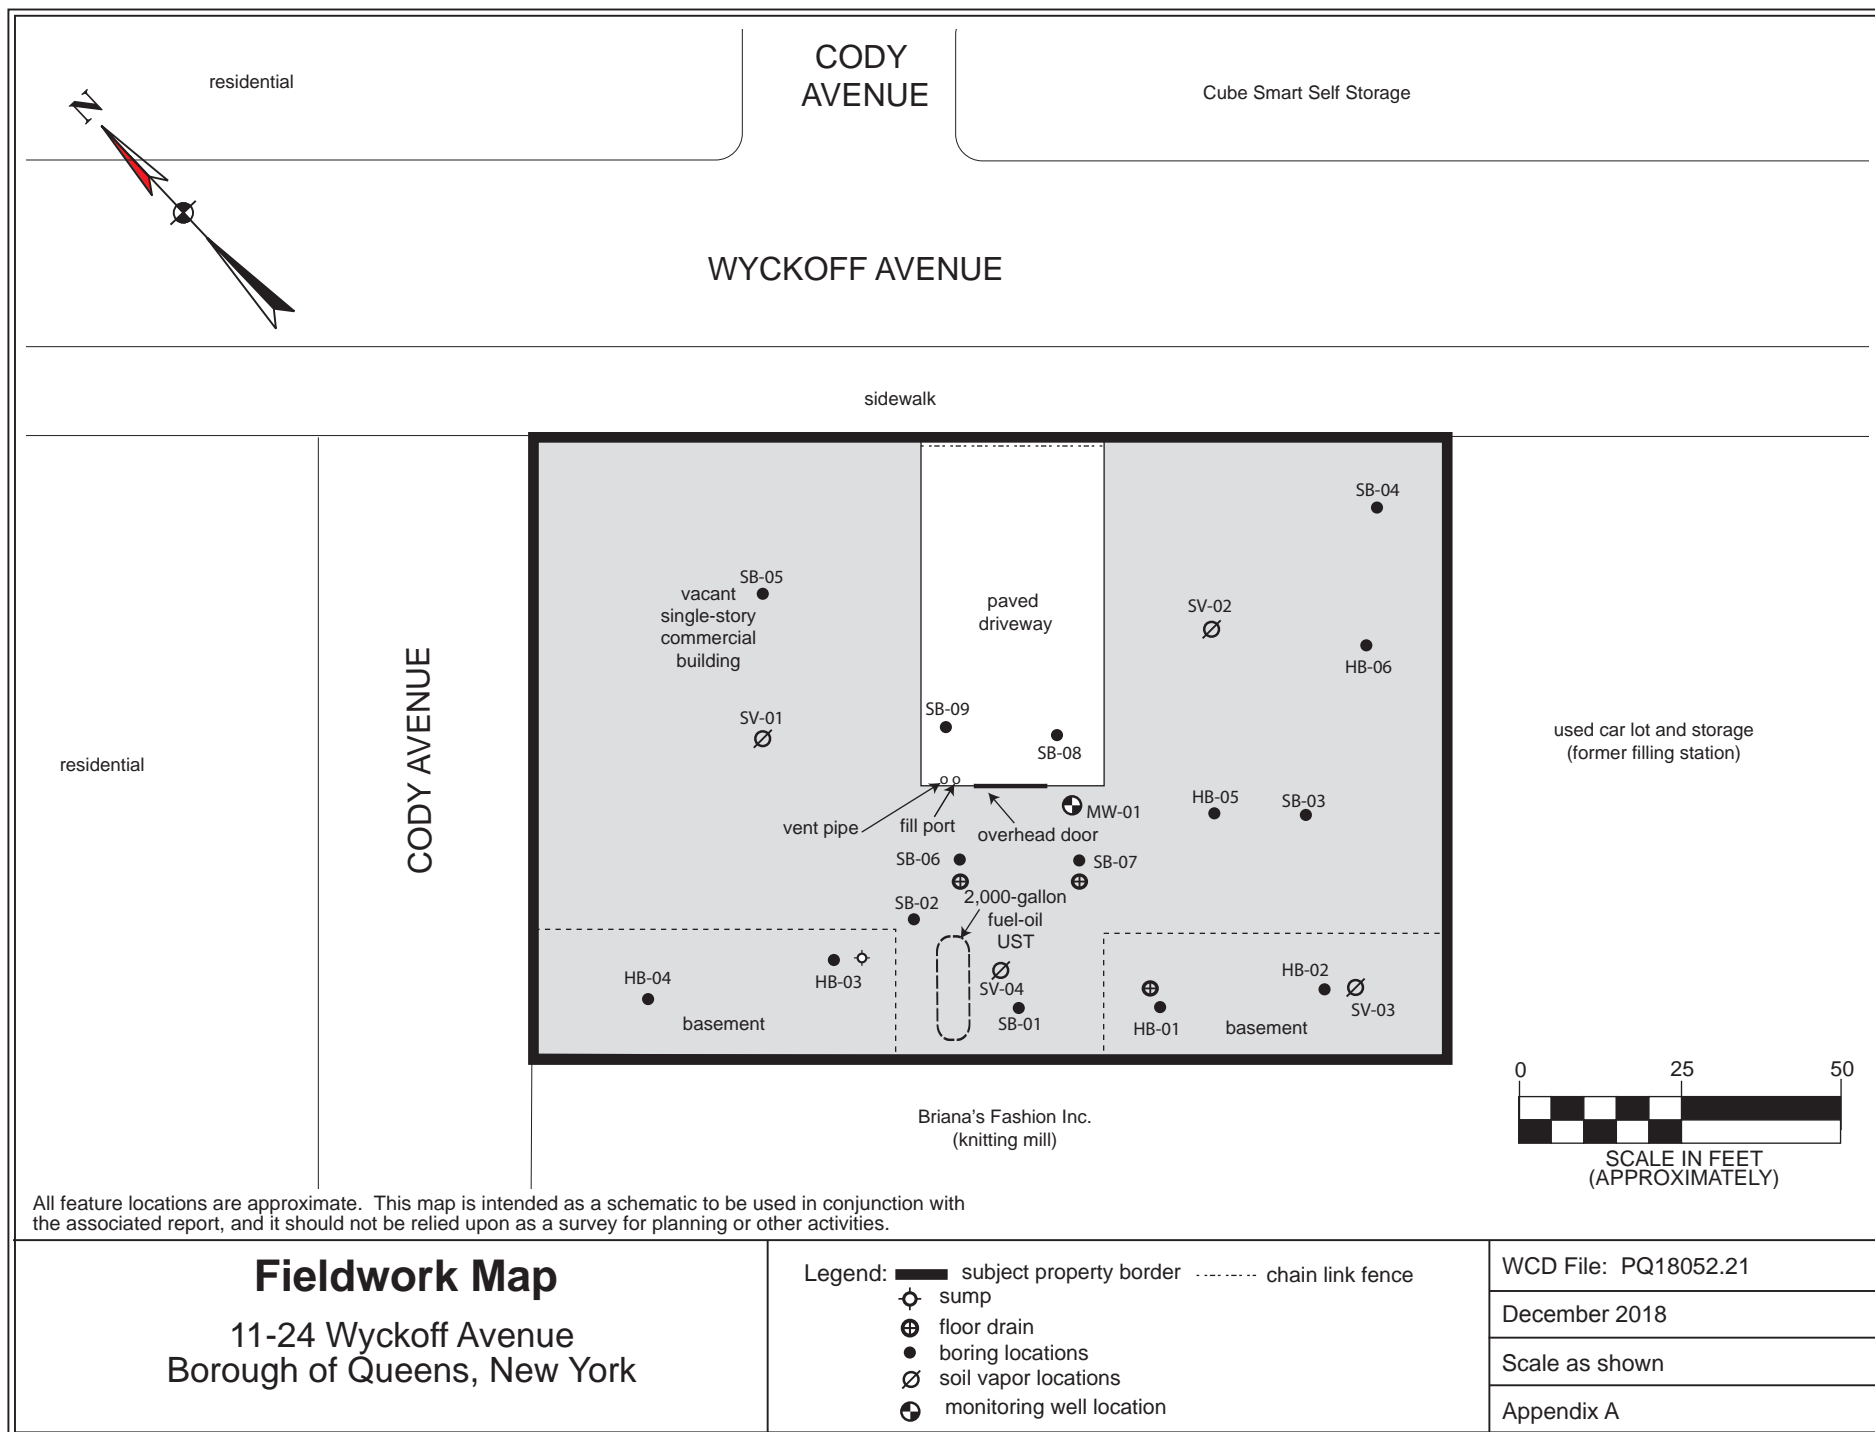 CODY
AVENUE
residential
Cube Smart Self Storage
N
WYCKOFF AVENUE
sidewalk
SB-04
SB-05
vacant
single-story
commercial
building
paved
driveway
SV-02
HB-06
SV-01
SB-09
SB-08
used car lot and storage
(former filling station)
residential
CODY AVENUE
HB-05
SB-03
MW-01
vent pipe
fill port
overhead door
SB-06
SB-07
2,000-gallon
fuel-oil
UST
SB-02
HB-04
HB-03
SV-04
SB-01
HB-02
SV-03
HB-01
basement
basement
0 25 50
SCALE IN FEET
(APPROXIMATELY)
Briana's Fashion Inc.
(knitting mill)
All feature locations are approximate. This map is intended as a schematic to be used in conjunction with
the associated report, and it should not be relied upon as a survey for planning or other activities.
Fieldwork Map
11-24 Wyckoff Avenue
Borough of Queens, New York
Legend: subject property border chain link fence
sump
floor drain
boring locations
soil vapor locations
monitoring well location
WCD File: PQ18052.21
December 2018
Scale as shown
Appendix A